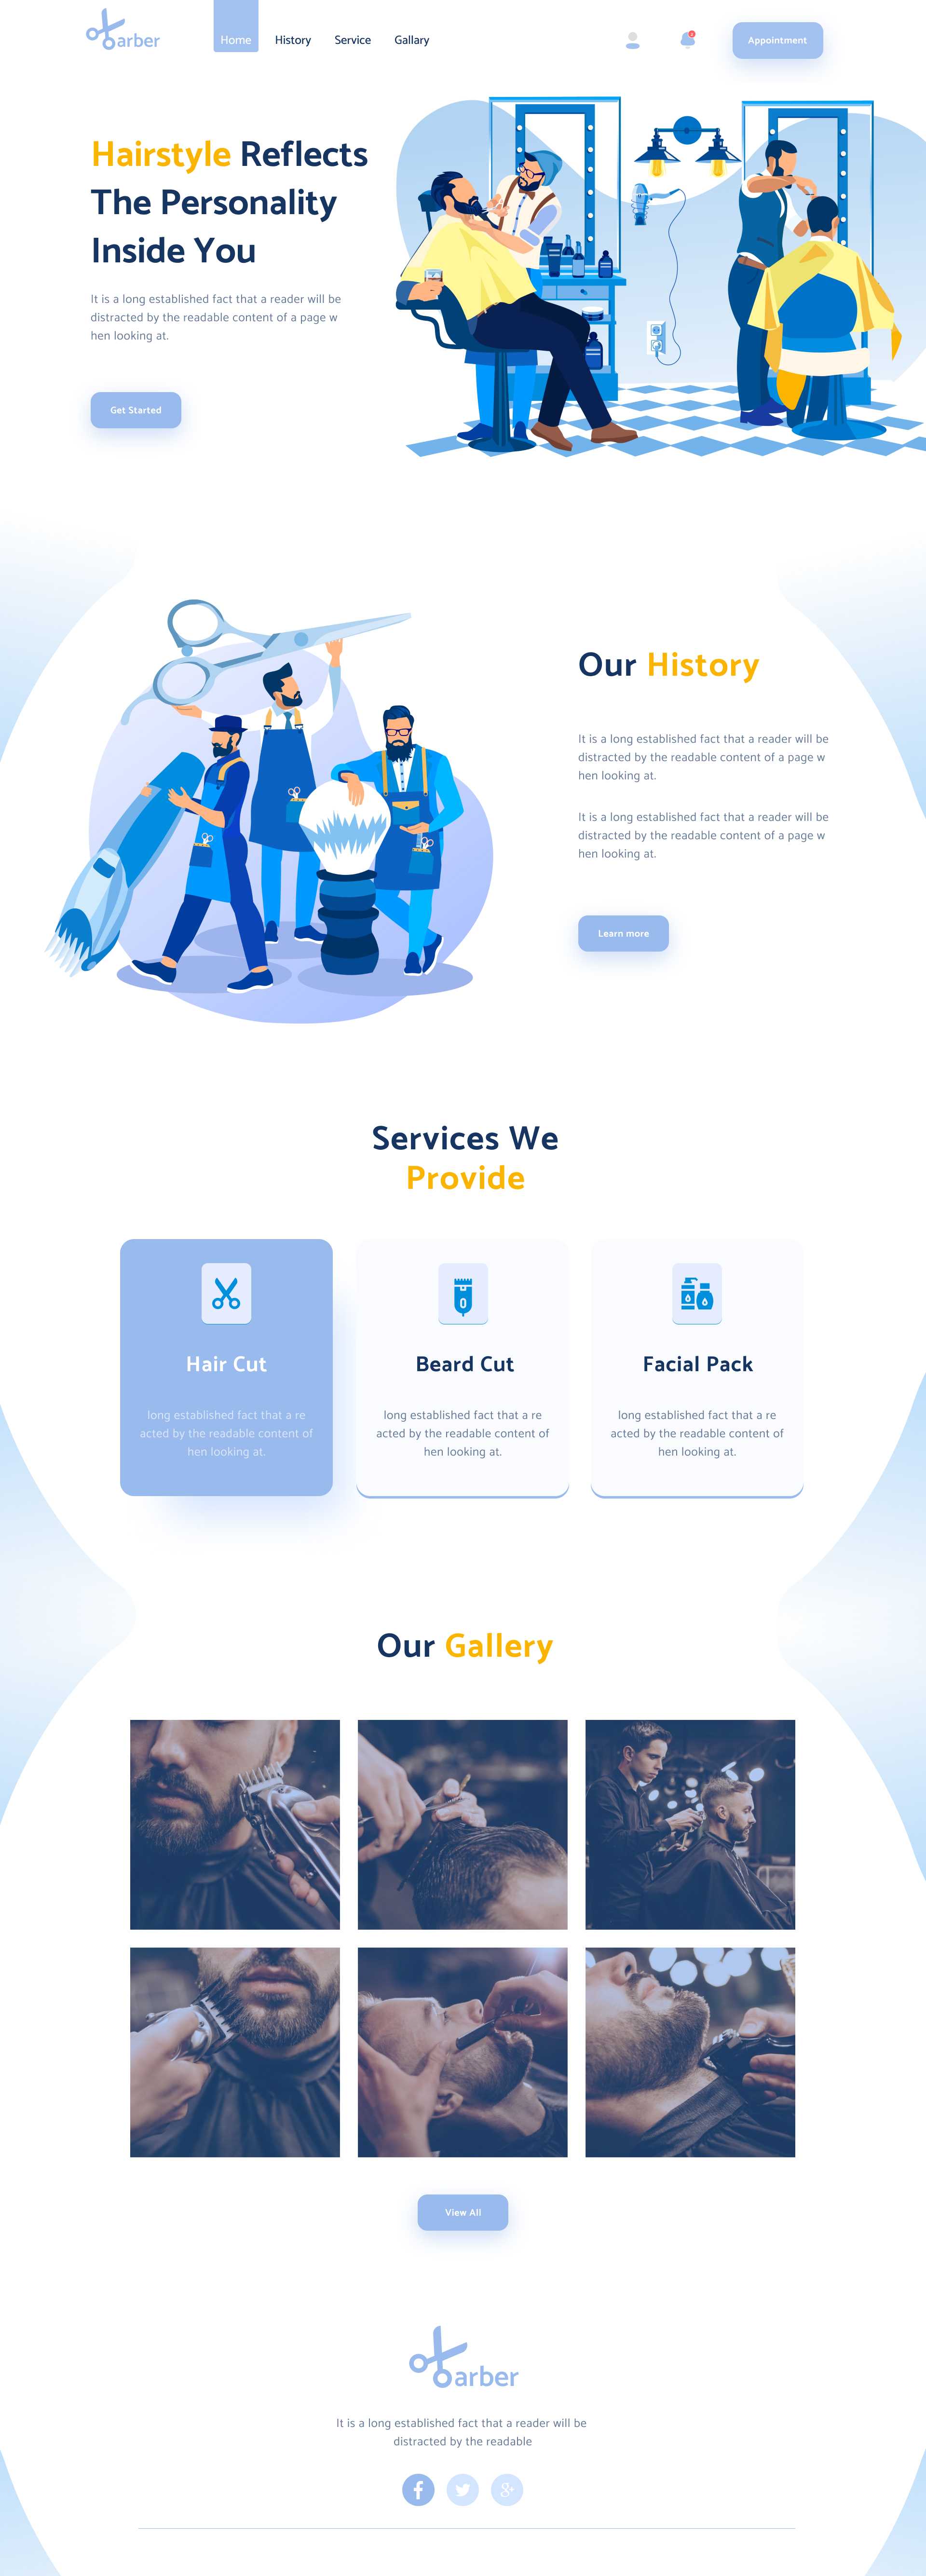 barber
Home
History
Service
Gallary
2
Appointment
Hairstyle Reflects
The Personality
Inside You
It is a long established fact that a reader will be
distracted by the readable content of a page w
hen looking at.
Get Started
Our History
It is a long established fact that a reader will be
distracted by the readable content of a page w
hen looking at.
It is a long established fact that a reader will be
distracted by the readable content of a page w
hen looking at.
Learn more
Services We
Provide
Hair Cut
long established fact that a re
acted by the readable content of
hen looking at.
Beard Cut
long established fact that a re
acted by the readable content of
hen looking at.
Facial Pack
long established fact that a re
acted by the readable content of
hen looking at.
Our Gallery
View All
barber
It is a long established fact that a reader will be
distracted by the readable